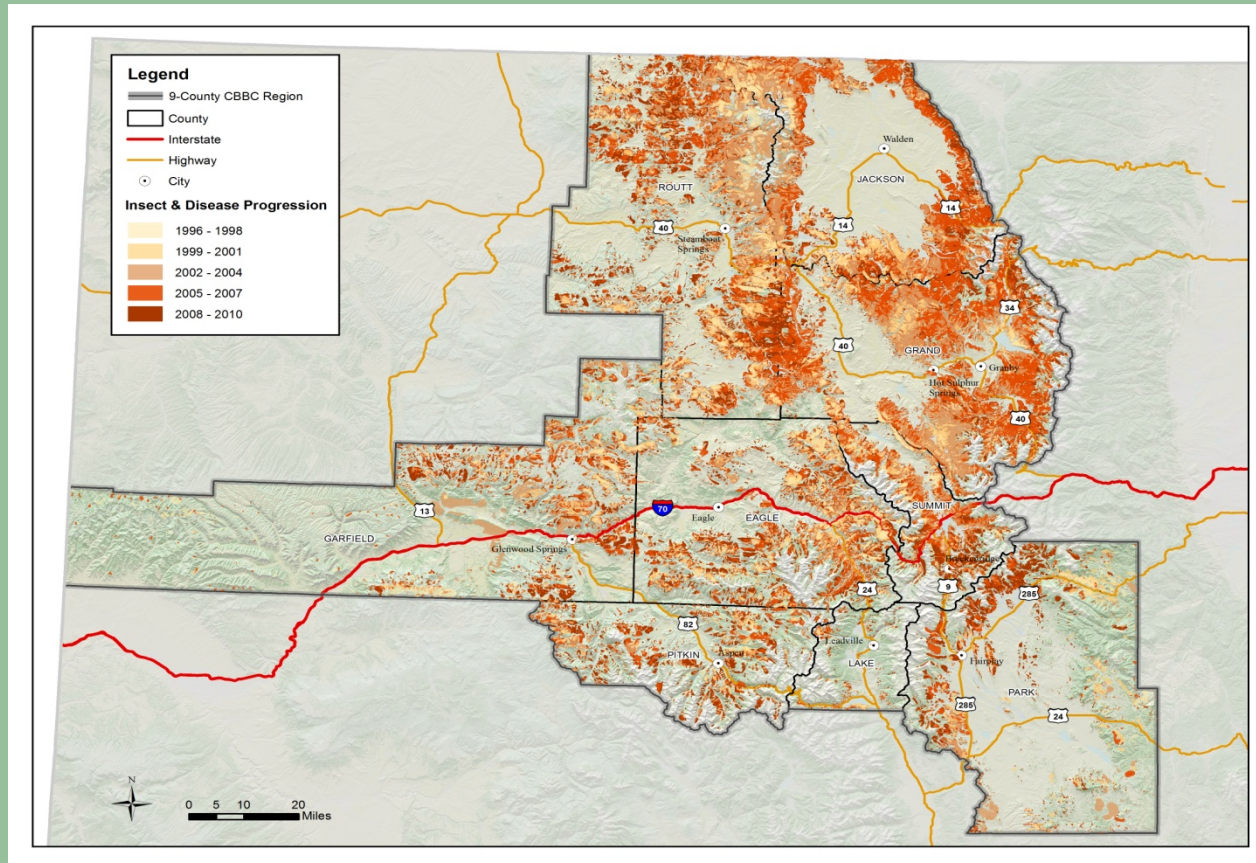 Legend
9-County CBBC Region
County
Interstate
Highway
City
Insect & Disease Progression
1996 - 1998
1999 - 2001
2002 - 2004
2005 - 2007
2008 - 2010
Walden
JACKSON
14
ROUTT
14
40
Steamboat
Springs
34
40
GRAND
Granby
Hot Sulphur
Springs
40
SUMMIT
70
13
Eagle
EAGLE
GARFIELD
Glenwood Springs
Breckenridge
24
9
285
82
Leadville
PITKIN
Aspen
LAKE
Fairplay
PARK
285
24
N
0 5 10 20
Miles